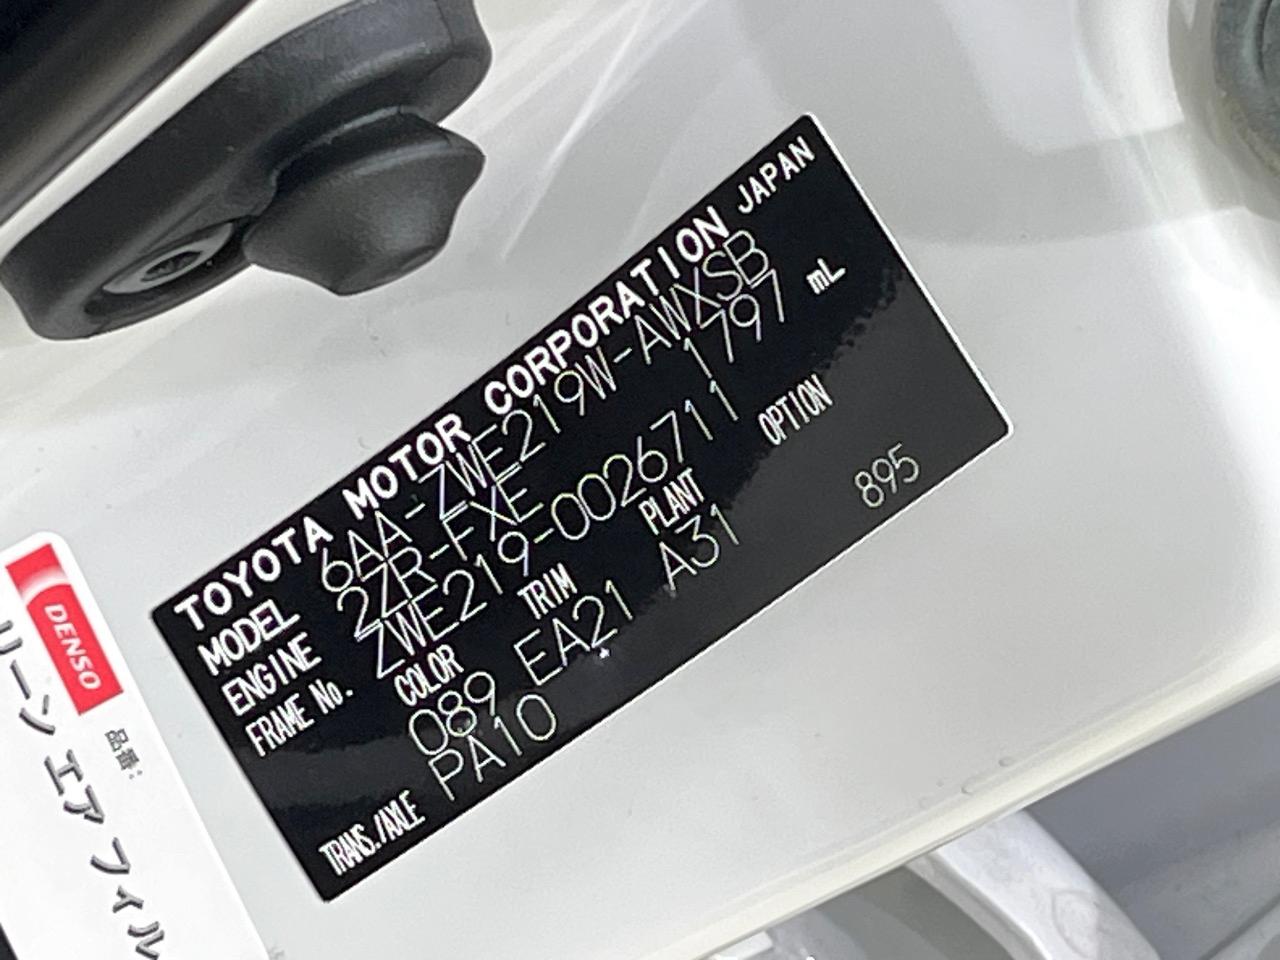 TOYOTA MOTOR CORPORATION JAPAN
MODEL 6AA-ZWE219W-AWXSB
ENGINE 2ZR-FXE 1797 mL
FRAME No. ZWE219-0026711
COLOR TRIM PLANT OPTION
089 EA21 A31 895
TRANS./AXLE PA10
DENSO
品番:
リーン エア フィル